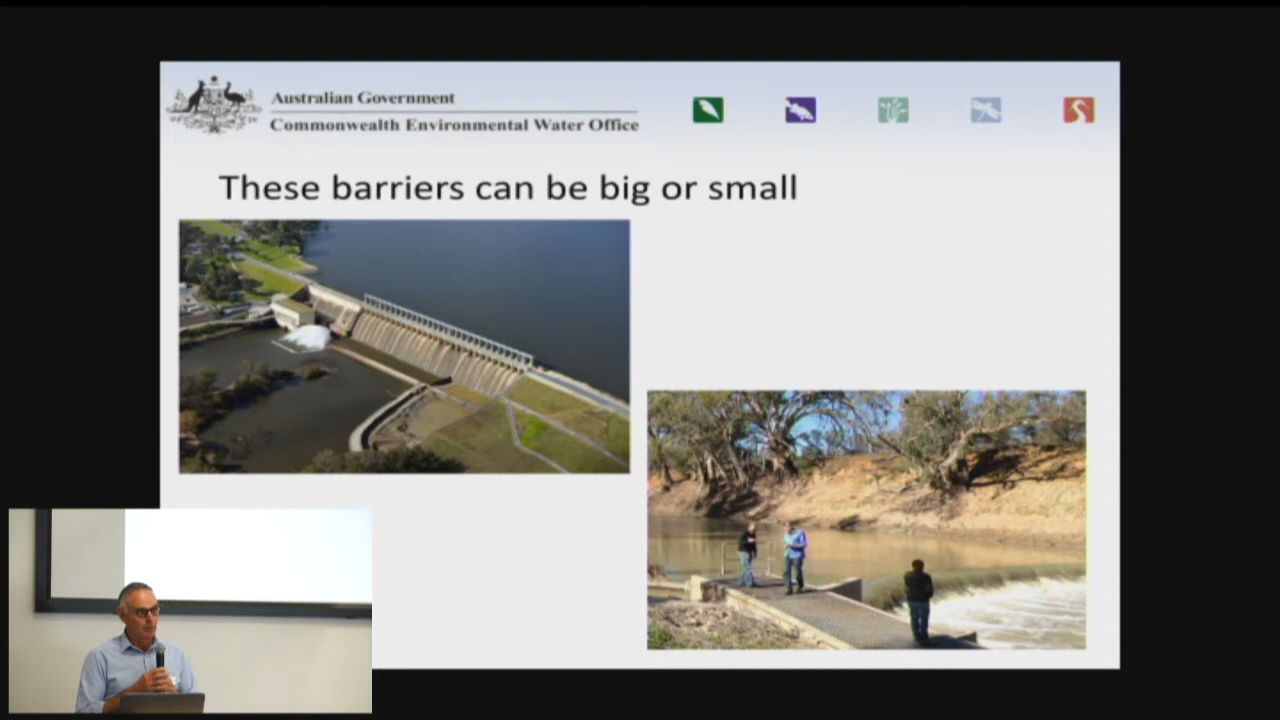 Australian Government
Commonwealth Environmental Water Office
These barriers can be big or small